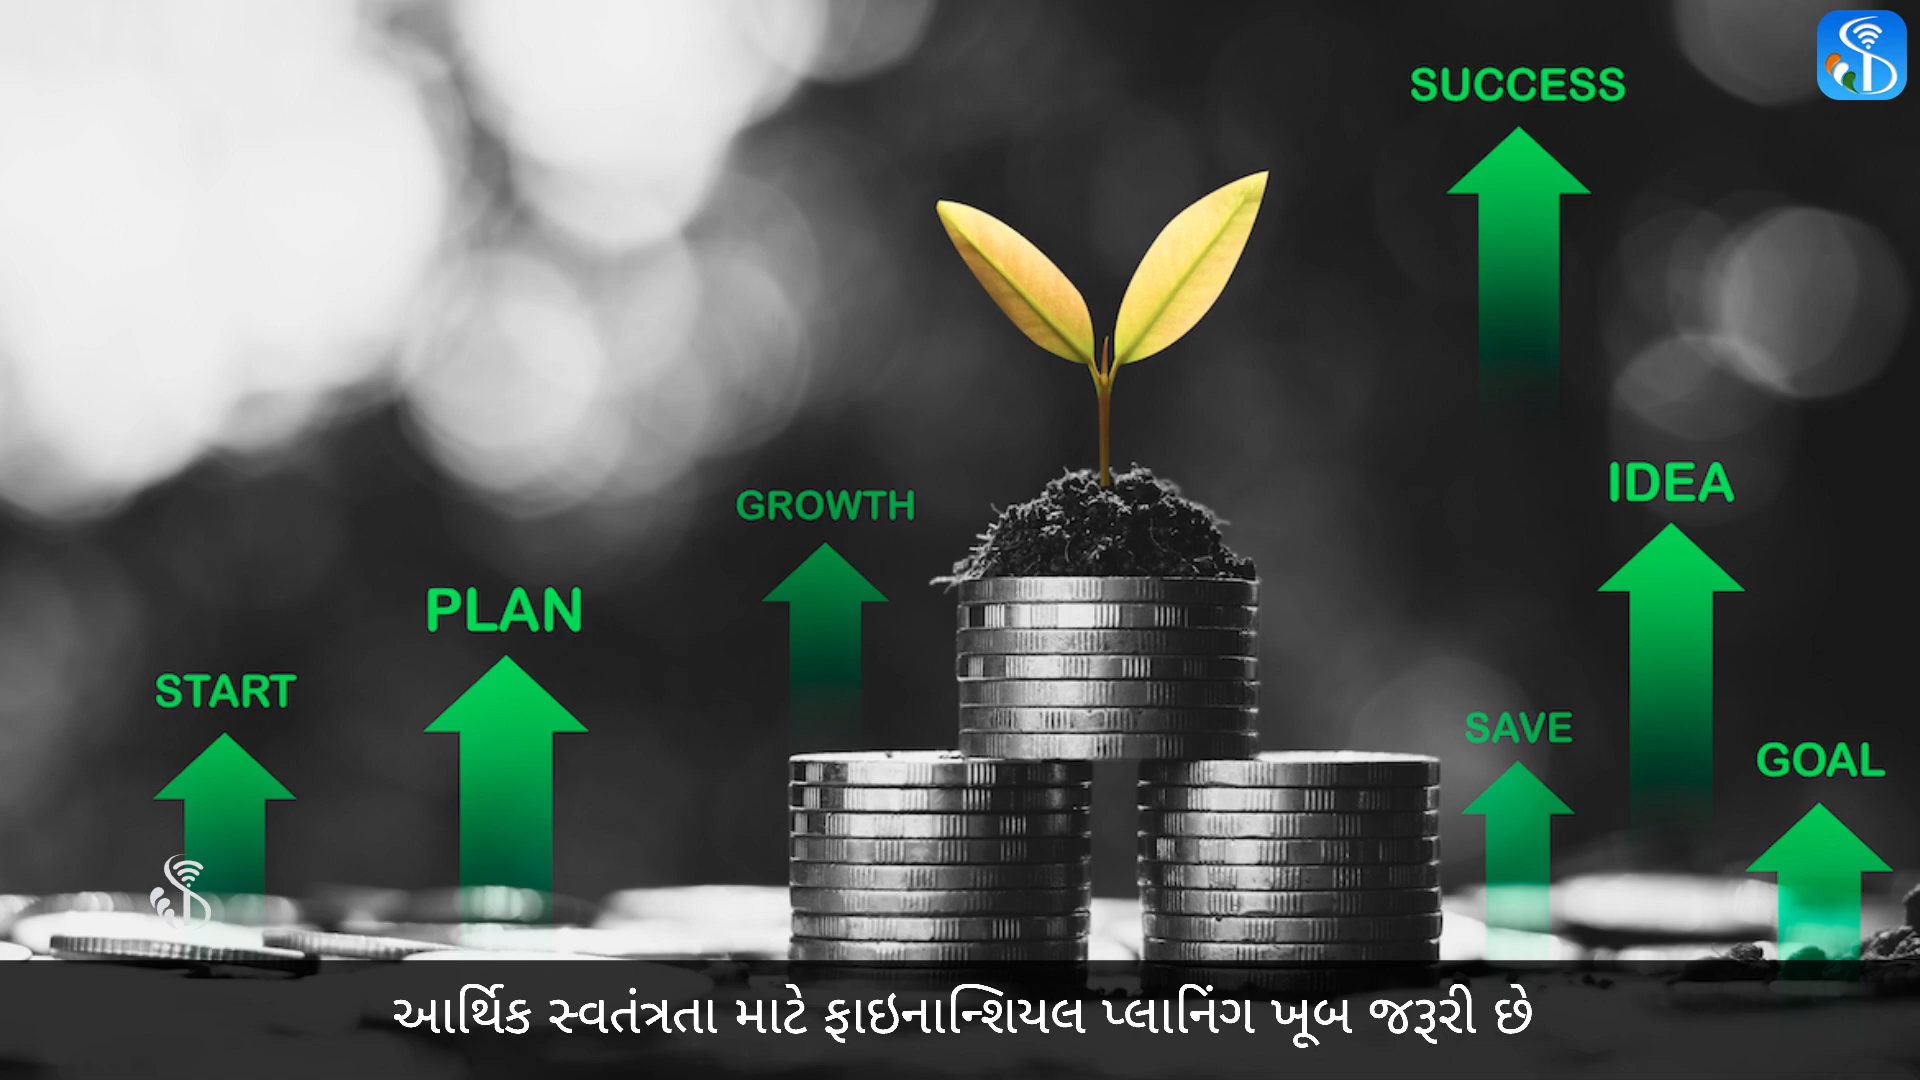 SUCCESS
IDEA
GROWTH
PLAN
START
SAVE
GOAL
આર્થિક સ્વતંત્રતા માટે ફાઇનાન્શિયલ પ્લાનિંગ ખૂબ જરૂરી છે